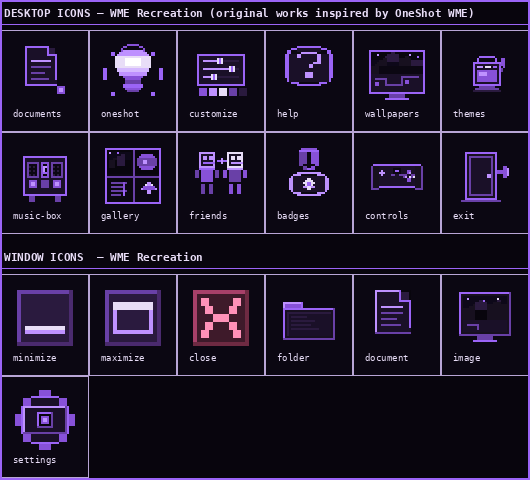 DESKTOP ICONS — WME Recreation (original works inspired by OneShot WME)
documents oneshot customize help wallpapers themes
music-box gallery friends badges controls exit
WINDOW ICONS — WME Recreation
minimize maximize close folder document image
settings